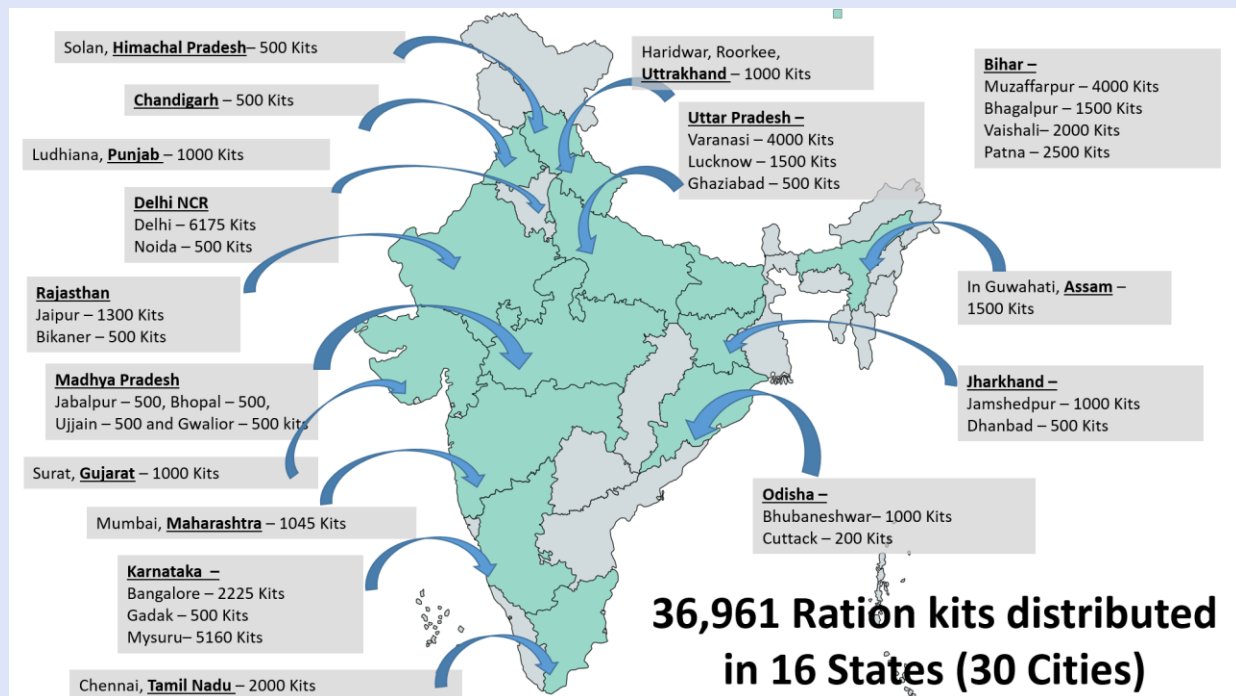 Solan, Himachal Pradesh– 500 Kits
Chandigarh – 500 Kits
Ludhiana, Punjab – 1000 Kits
Delhi NCR
Delhi – 6175 Kits
Noida – 500 Kits
Rajasthan
Jaipur – 1300 Kits
Bikaner – 500 Kits
Madhya Pradesh
Jabalpur – 500, Bhopal – 500,
Ujjain – 500 and Gwalior – 500 kits
Surat, Gujarat – 1000 Kits
Mumbai, Maharashtra – 1045 Kits
Karnataka –
Bangalore – 2225 Kits
Gadak – 500 Kits
Mysuru– 5160 Kits
Chennai, Tamil Nadu – 2000 Kits
Haridwar, Roorkee,
Uttrakhand – 1000 Kits
Uttar Pradesh –
Varanasi – 4000 Kits
Lucknow – 1500 Kits
Ghaziabad – 500 Kits
Bihar –
Muzaffarpur – 4000 Kits
Bhagalpur – 1500 Kits
Vaishali– 2000 Kits
Patna – 2500 Kits
In Guwahati, Assam –
1500 Kits
Jharkhand –
Jamshedpur – 1000 Kits
Dhanbad – 500 Kits
Odisha –
Bhubaneshwar– 1000 Kits
Cuttack – 200 Kits
36,961 Ration kits distributed
in 16 States (30 Cities)